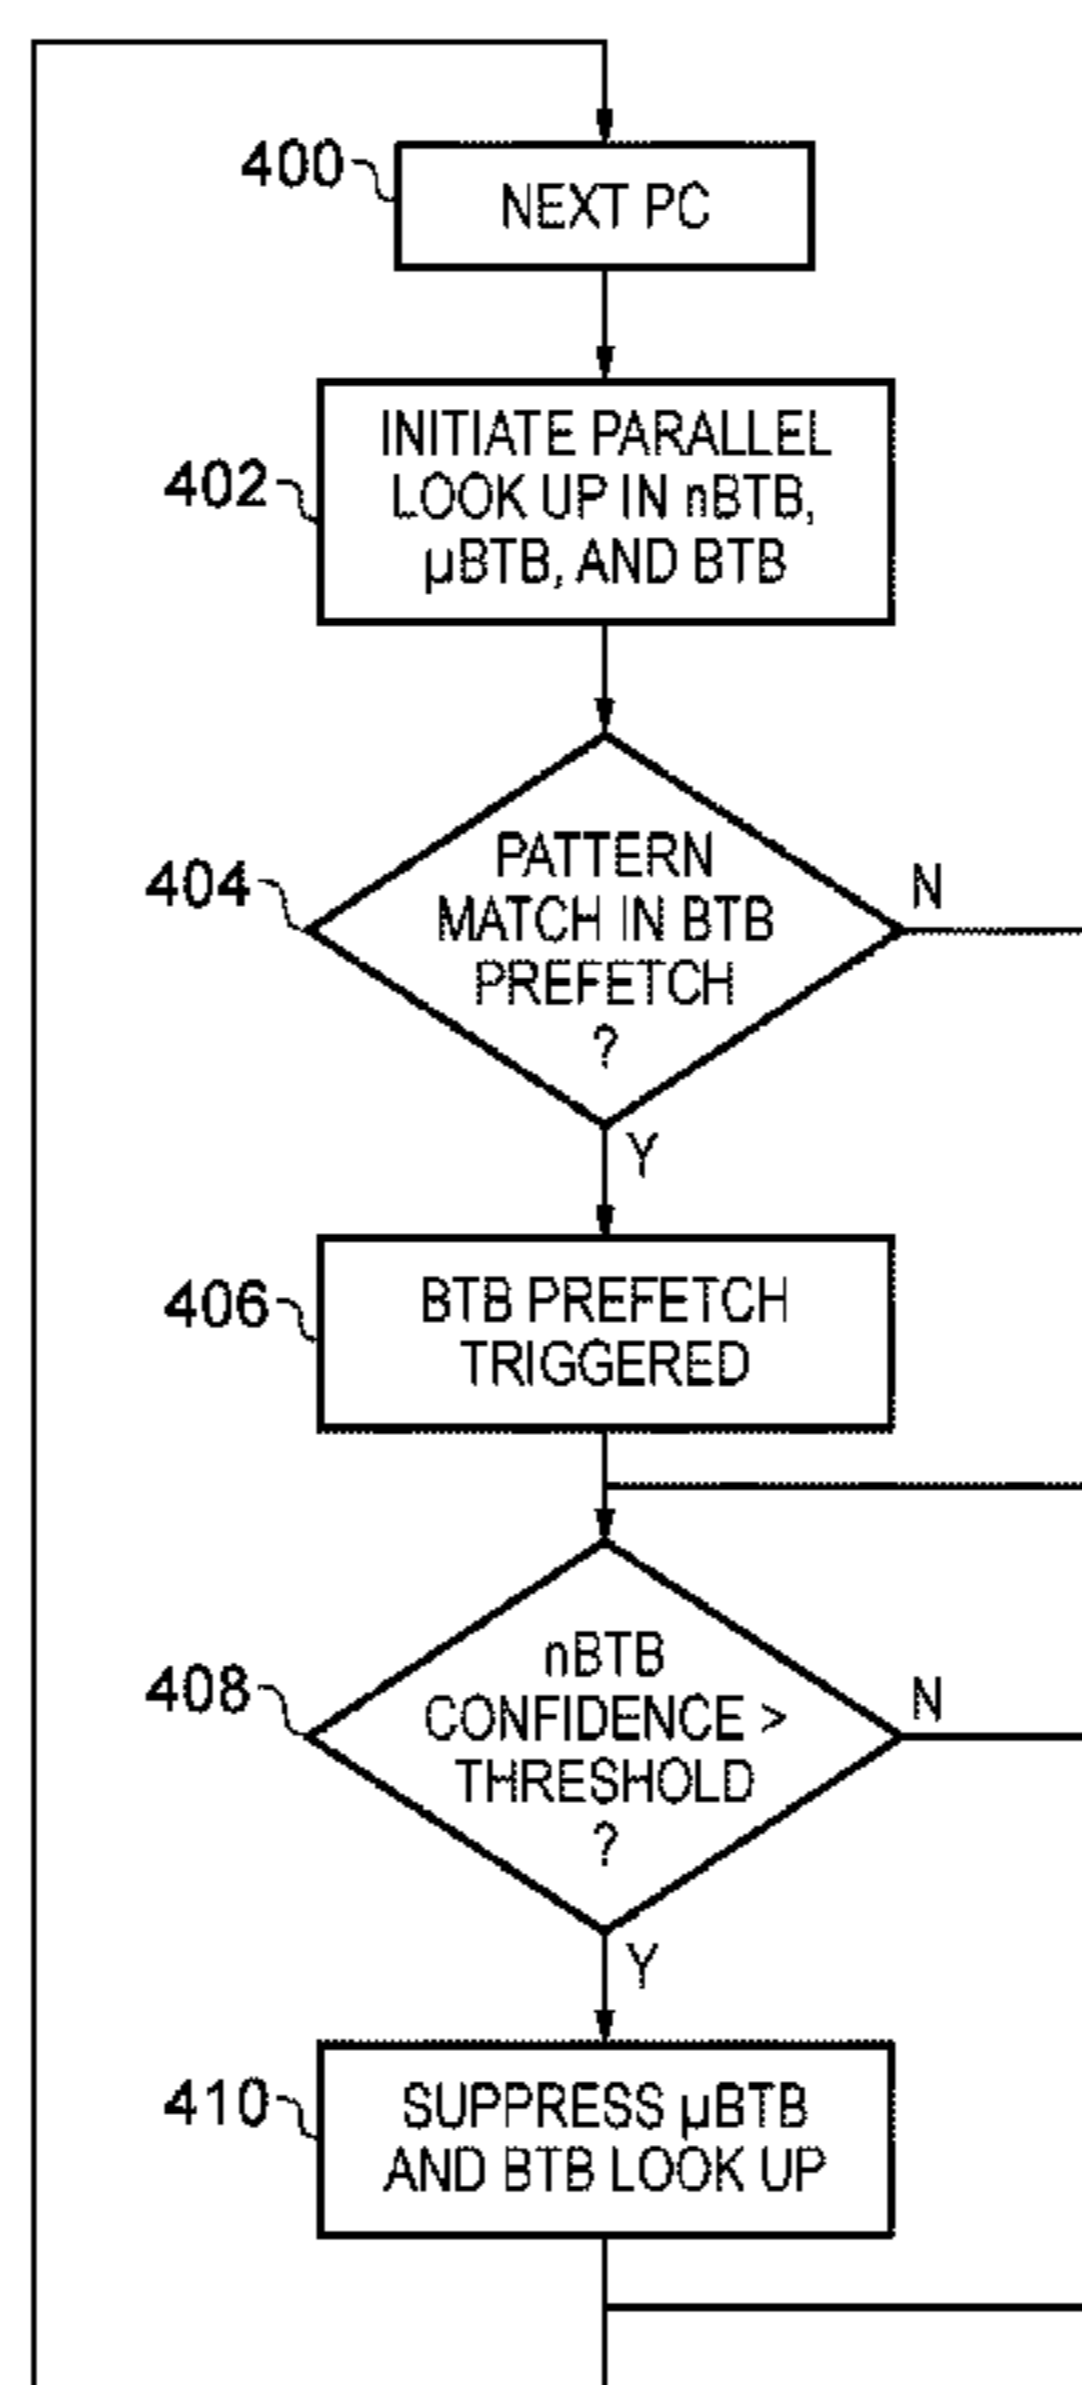 400
NEXT PC
402
INITIATE PARALLEL
LOOK UP IN nBTB,
µBTB, AND BTB
404
PATTERN
MATCH IN BTB
PREFETCH
?
N
Y
406
BTB PREFETCH
TRIGGERED
408
nBTB
CONFIDENCE >
THRESHOLD
?
N
Y
410
SUPPRESS µBTB
AND BTB LOOK UP